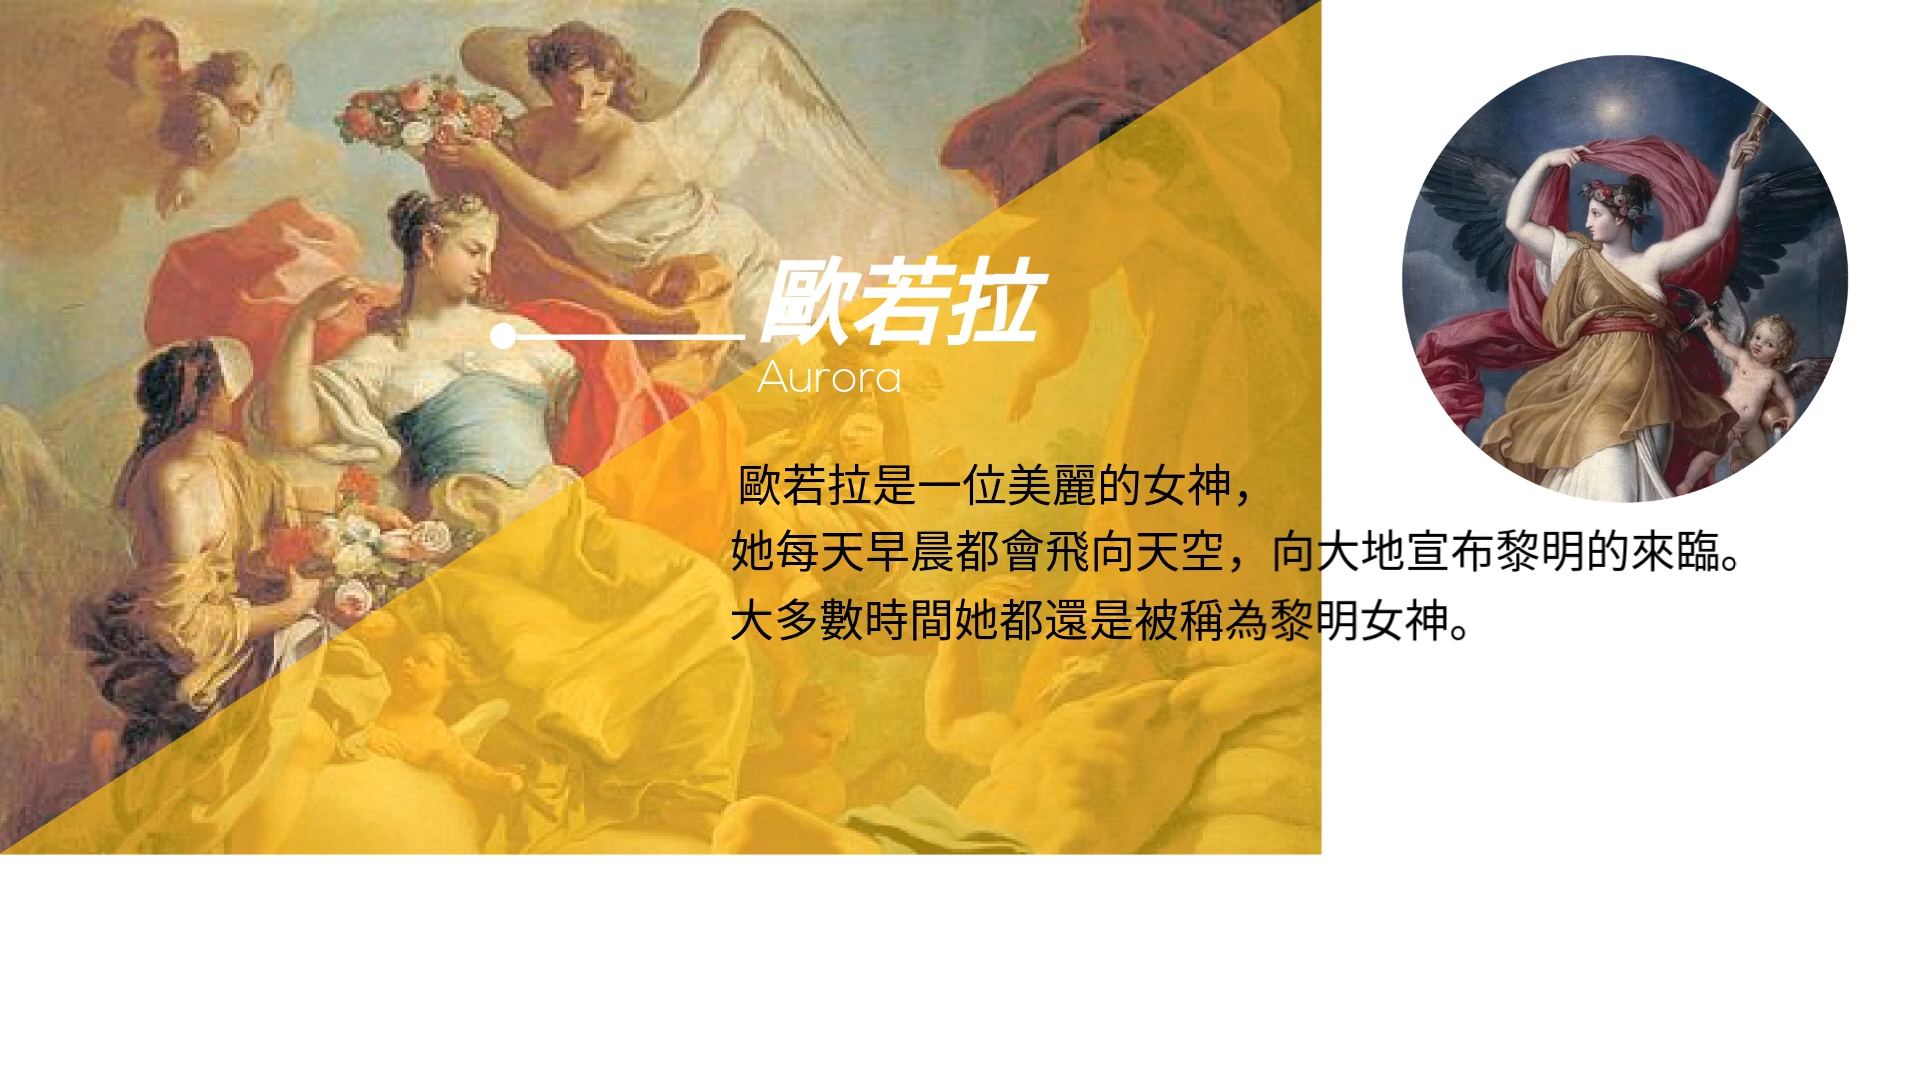 歐若拉
Aurora
歐若拉是一位美麗的女神，
她每天早晨都會飛向天空，向大地宣布黎明的來臨。
大多數時間她都還是被稱為黎明女神。